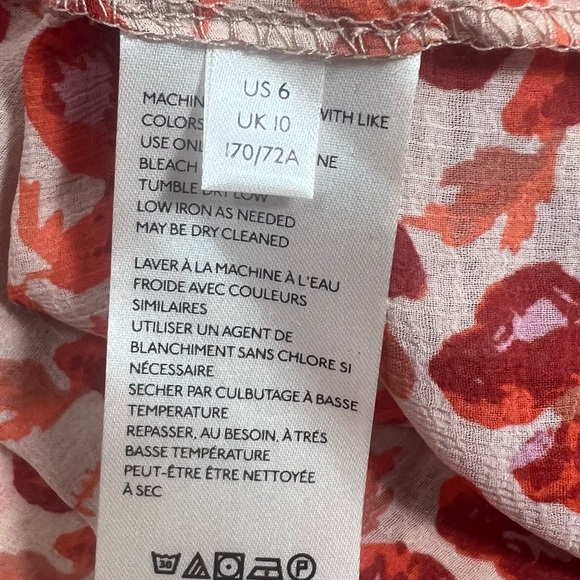 US 6
UK 10
170/72A
MACHIN WITH LIKE
COLORS
USE ONL NE
BLEACH
TUMBLE DRY LOW
LOW IRON AS NEEDED
MAY BE DRY CLEANED
LAVER À LA MACHINE À L'EAU
FROIDE AVEC COULEURS
SIMILAIRES
UTILISER UN AGENT DE
BLANCHIMENT SANS CHLORE SI
NÉCESSAIRE
SECHER PAR CULBUTAGE À BASSE
TEMPERATURE
REPASSER, AU BESOIN, À TRÉS
BASSE TEMPÉRATURE
PEUT-ÊTRE ÊTRE NETTOYÉE
À SEC
30 P